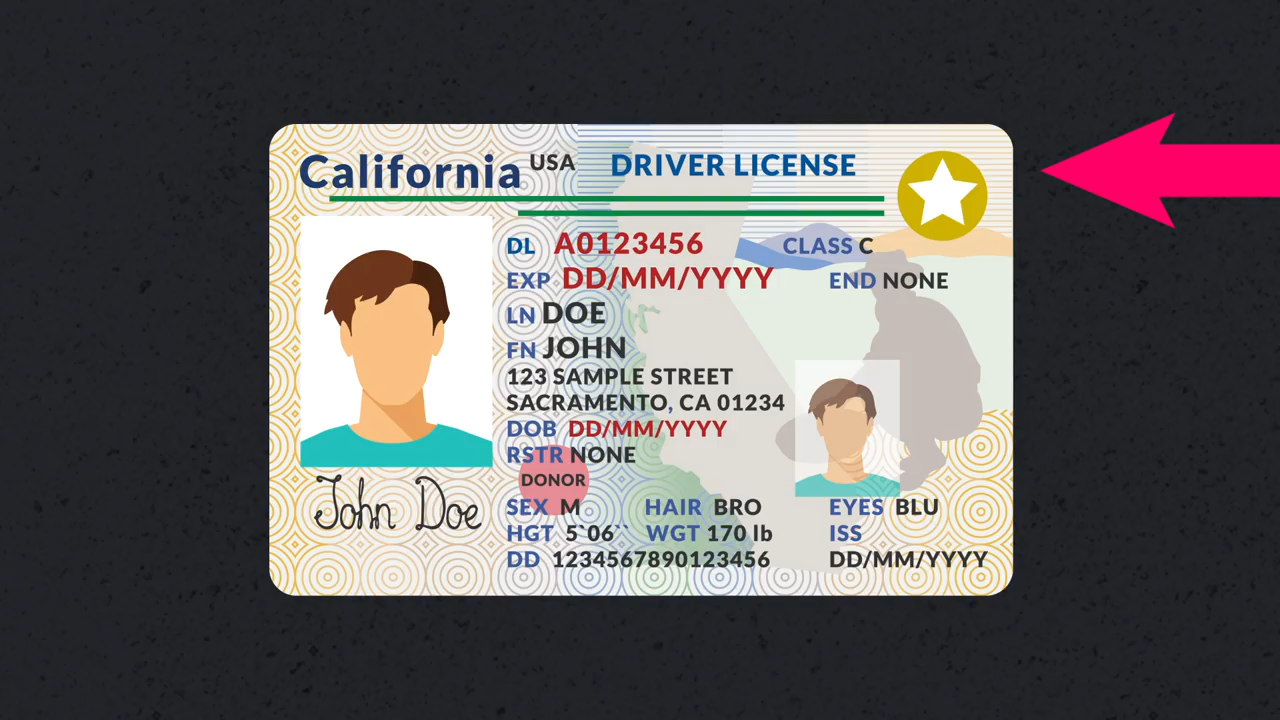 California USA DRIVER LICENSE
DL A0123456 CLASS C
EXP DD/MM/YYYY END NONE
LN DOE
FN JOHN
123 SAMPLE STREET
SACRAMENTO, CA 01234
DOB DD/MM/YYYY
RSTR NONE
DONOR
John Doe
SEX M HAIR BRO EYES BLU
HGT 5`06`` WGT 170 lb ISS
DD 1234567890123456 DD/MM/YYYY